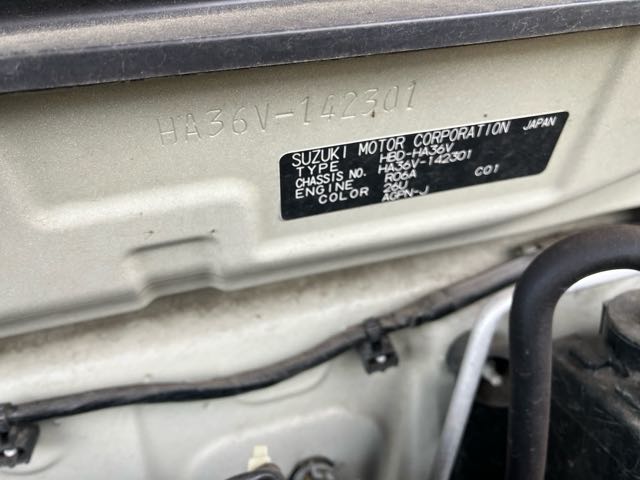 HA36V-142301
SUZUKI MOTOR CORPORATION JAPAN
TYPE HBD-HA36V
CHASSIS NO. HA36V-142301
ENGINE R06A C01
COLOR 26U
AGPN-J